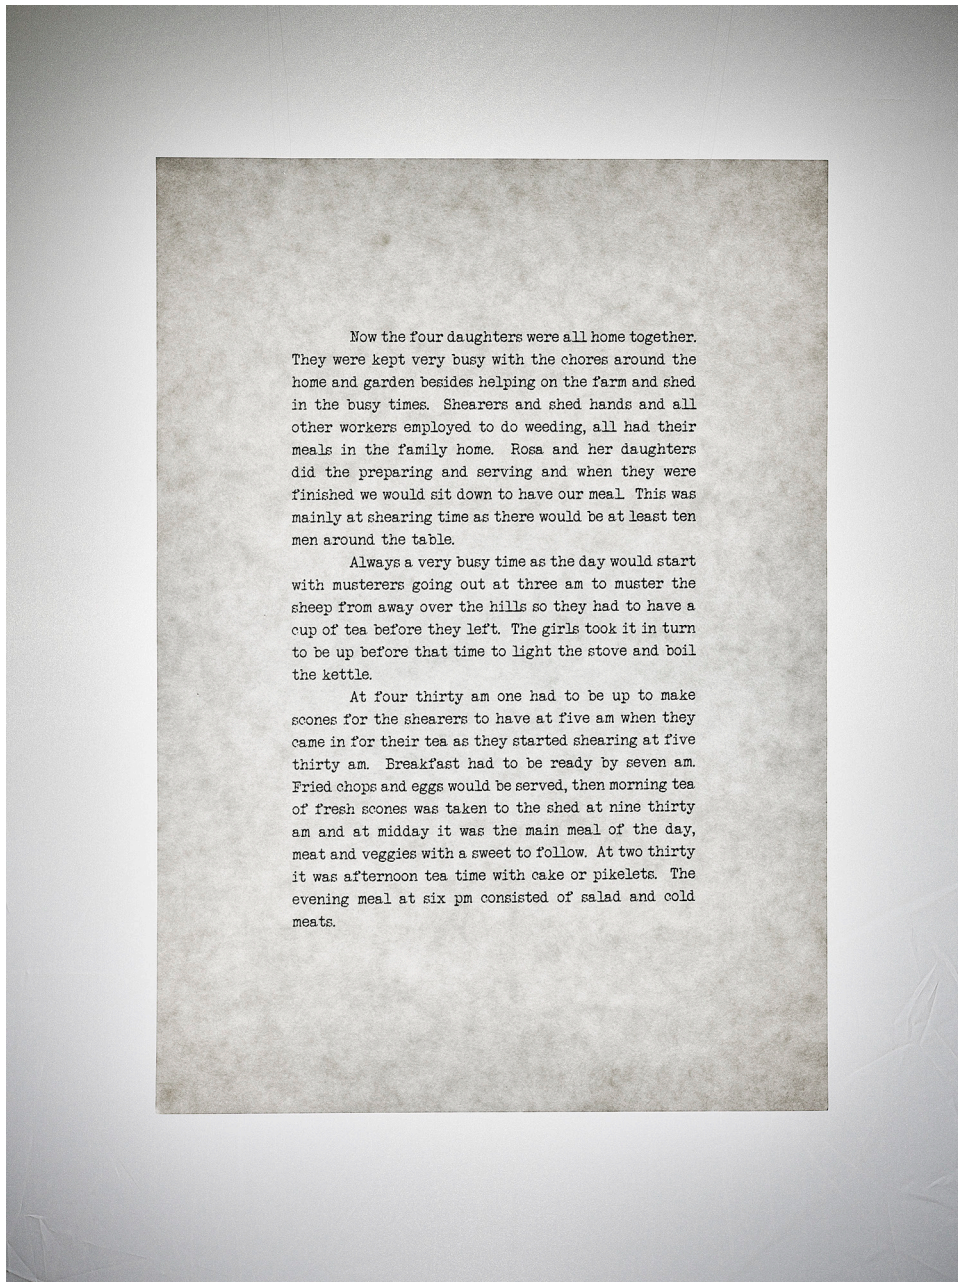 Now the four daughters were all home together.
They were kept very busy with the chores around the
home and garden besides helping on the farm and shed
in the busy times.  Shearers and shed hands and all
other workers employed to do weeding, all had their
meals in the family home.  Rosa and her daughters
did the preparing and serving and when they were
finished we would sit down to have our meal.  This was
mainly at shearing time as there would be at least ten
men around the table.
Always a very busy time as the day would start
with musterers going out at three am to muster the
sheep from away over the hills so they had to have a
cup of tea before they left.  The girls took it in turn
to be up before that time to light the stove and boil
the kettle.
At four thirty am one had to be up to make
scones for the shearers to have at five am when they
came in for their tea as they started shearing at five
thirty am.  Breakfast had to be ready by seven am.
Fried chops and eggs would be served, then morning tea
of fresh scones was taken to the shed at nine thirty
am and at midday it was the main meal of the day,
meat and veggies with a sweet to follow.  At two thirty
it was afternoon tea time with cake or pikelets.  The
evening meal at six pm consisted of salad and cold
meats.